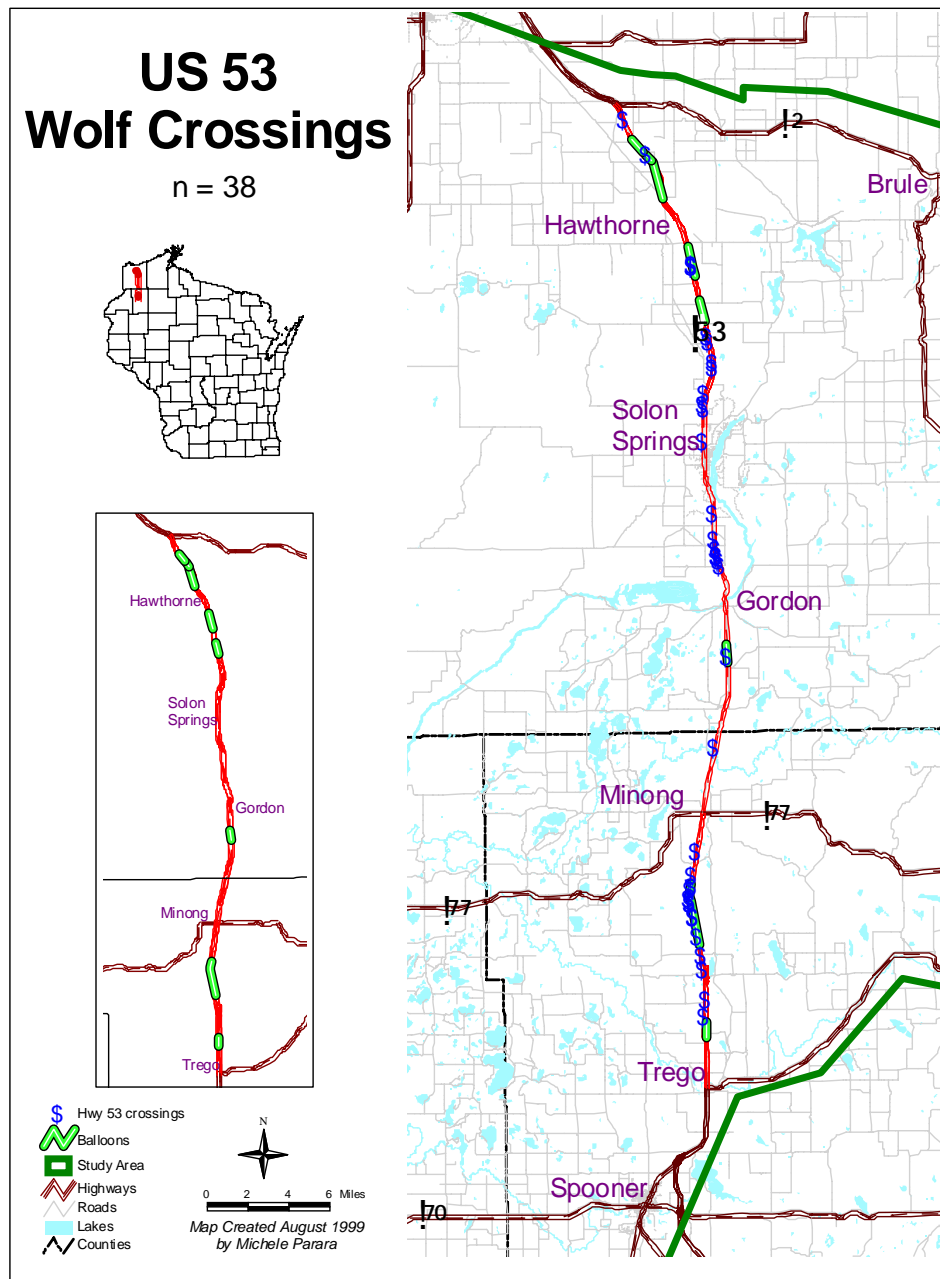 US 53
Wolf Crossings
n = 38
2
Brule
Hawthorne
53
Solon
Springs
Gordon
Minong
77
77
Trego
Spooner
70
Hawthorne
Solon
Springs
Gordon
Minong
Trego
$ Hwy 53 crossings
Balloons
Study Area
Highways
Roads
Lakes
Counties
N
0 2 4 6 Miles
Map Created August 1999
by Michele Parara